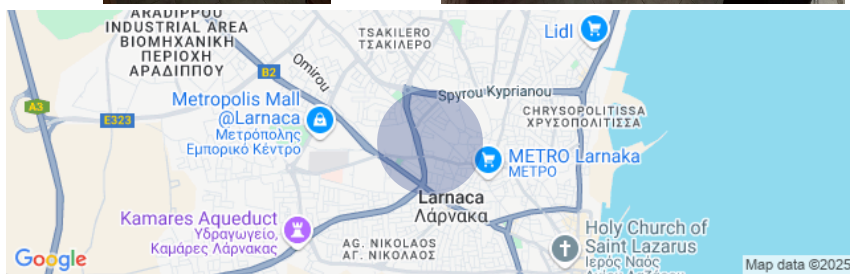 ARADIPPOU
INDUSTRIAL AREA
ΒΙΟΜΗΧΑΝΙΚΗ
ΠΕΡΙΟΧΗ
ΑΡΑΔΙΠΠΟΥ
TSAKILERO
ΤΣΑΚΙΛΕΡΟ
Lidl
Omirou
B2
A3
E323
Spyrou Kyprianou
Metropolis Mall
@Larnaca
Μετρόπολης
Εμπορικό Κέντρο
CHRYSOPOLITISSA
ΧΡΥΣΟΠΟΛΙΤΙΣΣΑ
METRO Larnaka
ΜΕΤΡΟ
Larnaca
Λάρνακα
Kamares Aqueduct
Υδραγωγείο,
Καμάρες Λάρνακας
AG. NIKOLAOS
ΑΓ. ΝΙΚΟΛΑΟΣ
Holy Church of
Saint Lazarus
Ιερός Ναός
Google
Map data ©2025